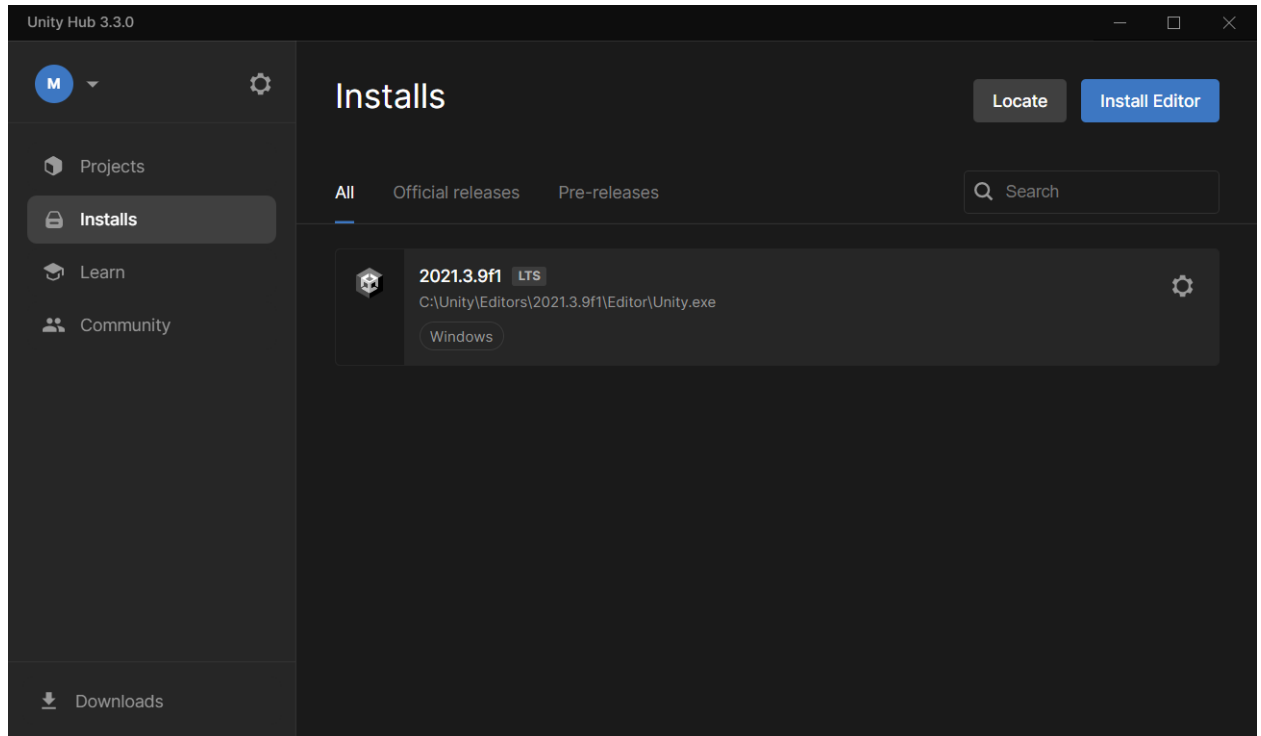 Unity Hub 3.3.0
M
Projects
Installs
Learn
Community
Downloads
Installs
Locate
Install Editor
All
Official releases
Pre-releases
Search
2021.3.9f1 LTS
C:\Unity\Editors\2021.3.9f1\Editor\Unity.exe
Windows